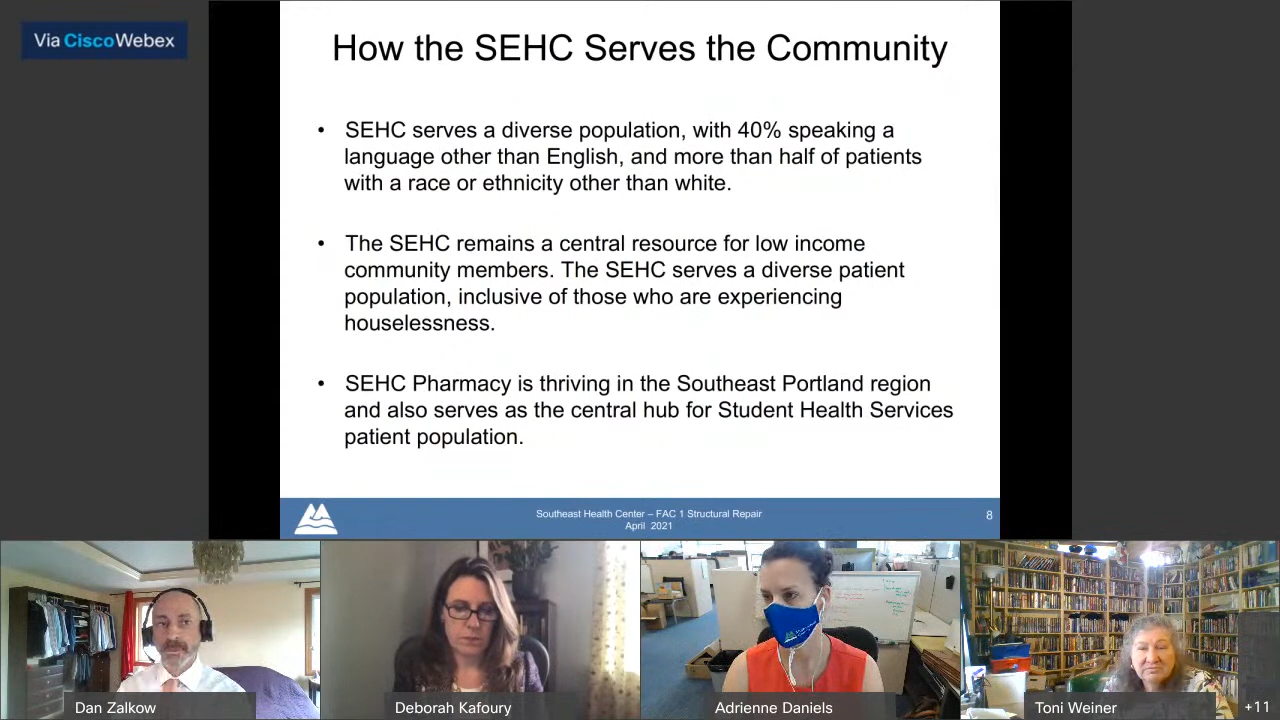 Via Cisco Webex
How the SEHC Serves the Community
• SEHC serves a diverse population, with 40% speaking a
language other than English, and more than half of patients
with a race or ethnicity other than white.
• The SEHC remains a central resource for low income
community members. The SEHC serves a diverse patient
population, inclusive of those who are experiencing
houselessness.
• SEHC Pharmacy is thriving in the Southeast Portland region
and also serves as the central hub for Student Health Services
patient population.
Southeast Health Center – FAC 1 Structural Repair
April 2021
8
Dan Zalkow
Deborah Kafoury
Adrienne Daniels
Toni Weiner
+11